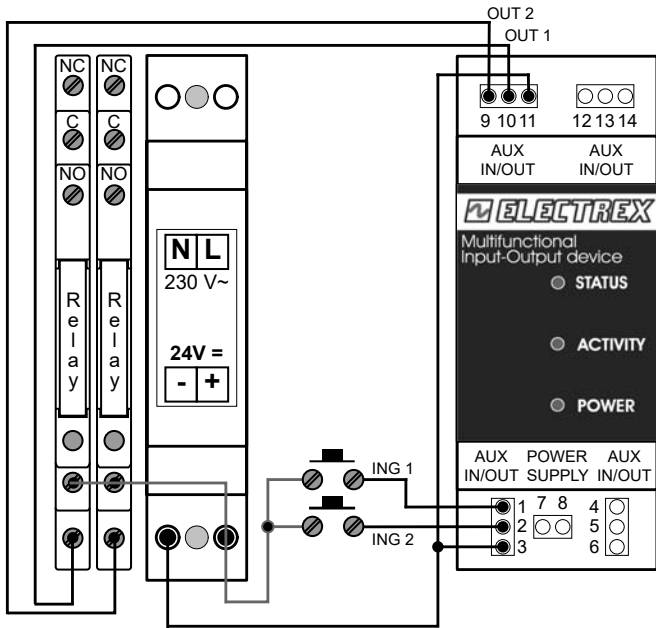 OUT 2
OUT 1
NC NC
C C
NO NO
9 10 11
12 13 14
AUX IN/OUT
AUX IN/OUT
ELECTREX
Multifunctional
Input-Output device
STATUS
ACTIVITY
POWER
N L
230 V~
24V =
- +
Relay
Relay
ING 1
ING 2
AUX IN/OUT
POWER SUPPLY
AUX IN/OUT
1
2
3
7 8
4
5
6